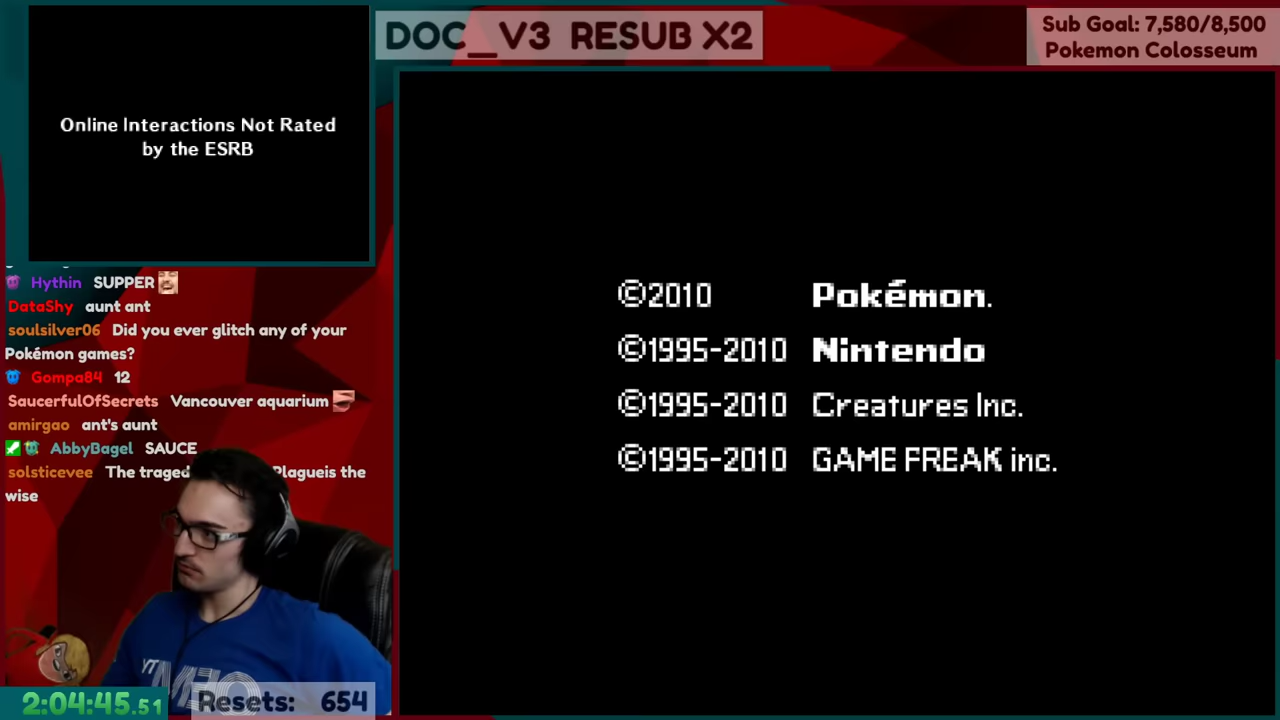 DOC_V3 RESUB X2
Sub Goal: 7,580/8,500
Pokemon Colosseum
Online Interactions Not Rated
by the ESRB
Hythin SUPPER
DataShy aunt ant
soulsilver06 Did you ever glitch any of your
Pokémon games?
Gompa84 12
SaucerfulOfSecrets Vancouver aquarium
amirgao ant's aunt
AbbyBagel SAUCE
solsticevee The Plagueis the
wise
©2010 Pokémon.
©1995-2010 Nintendo
©1995-2010 Creatures Inc.
©1995-2010 GAME FREAK inc.
YT
2:04:45.51
Resets: 654